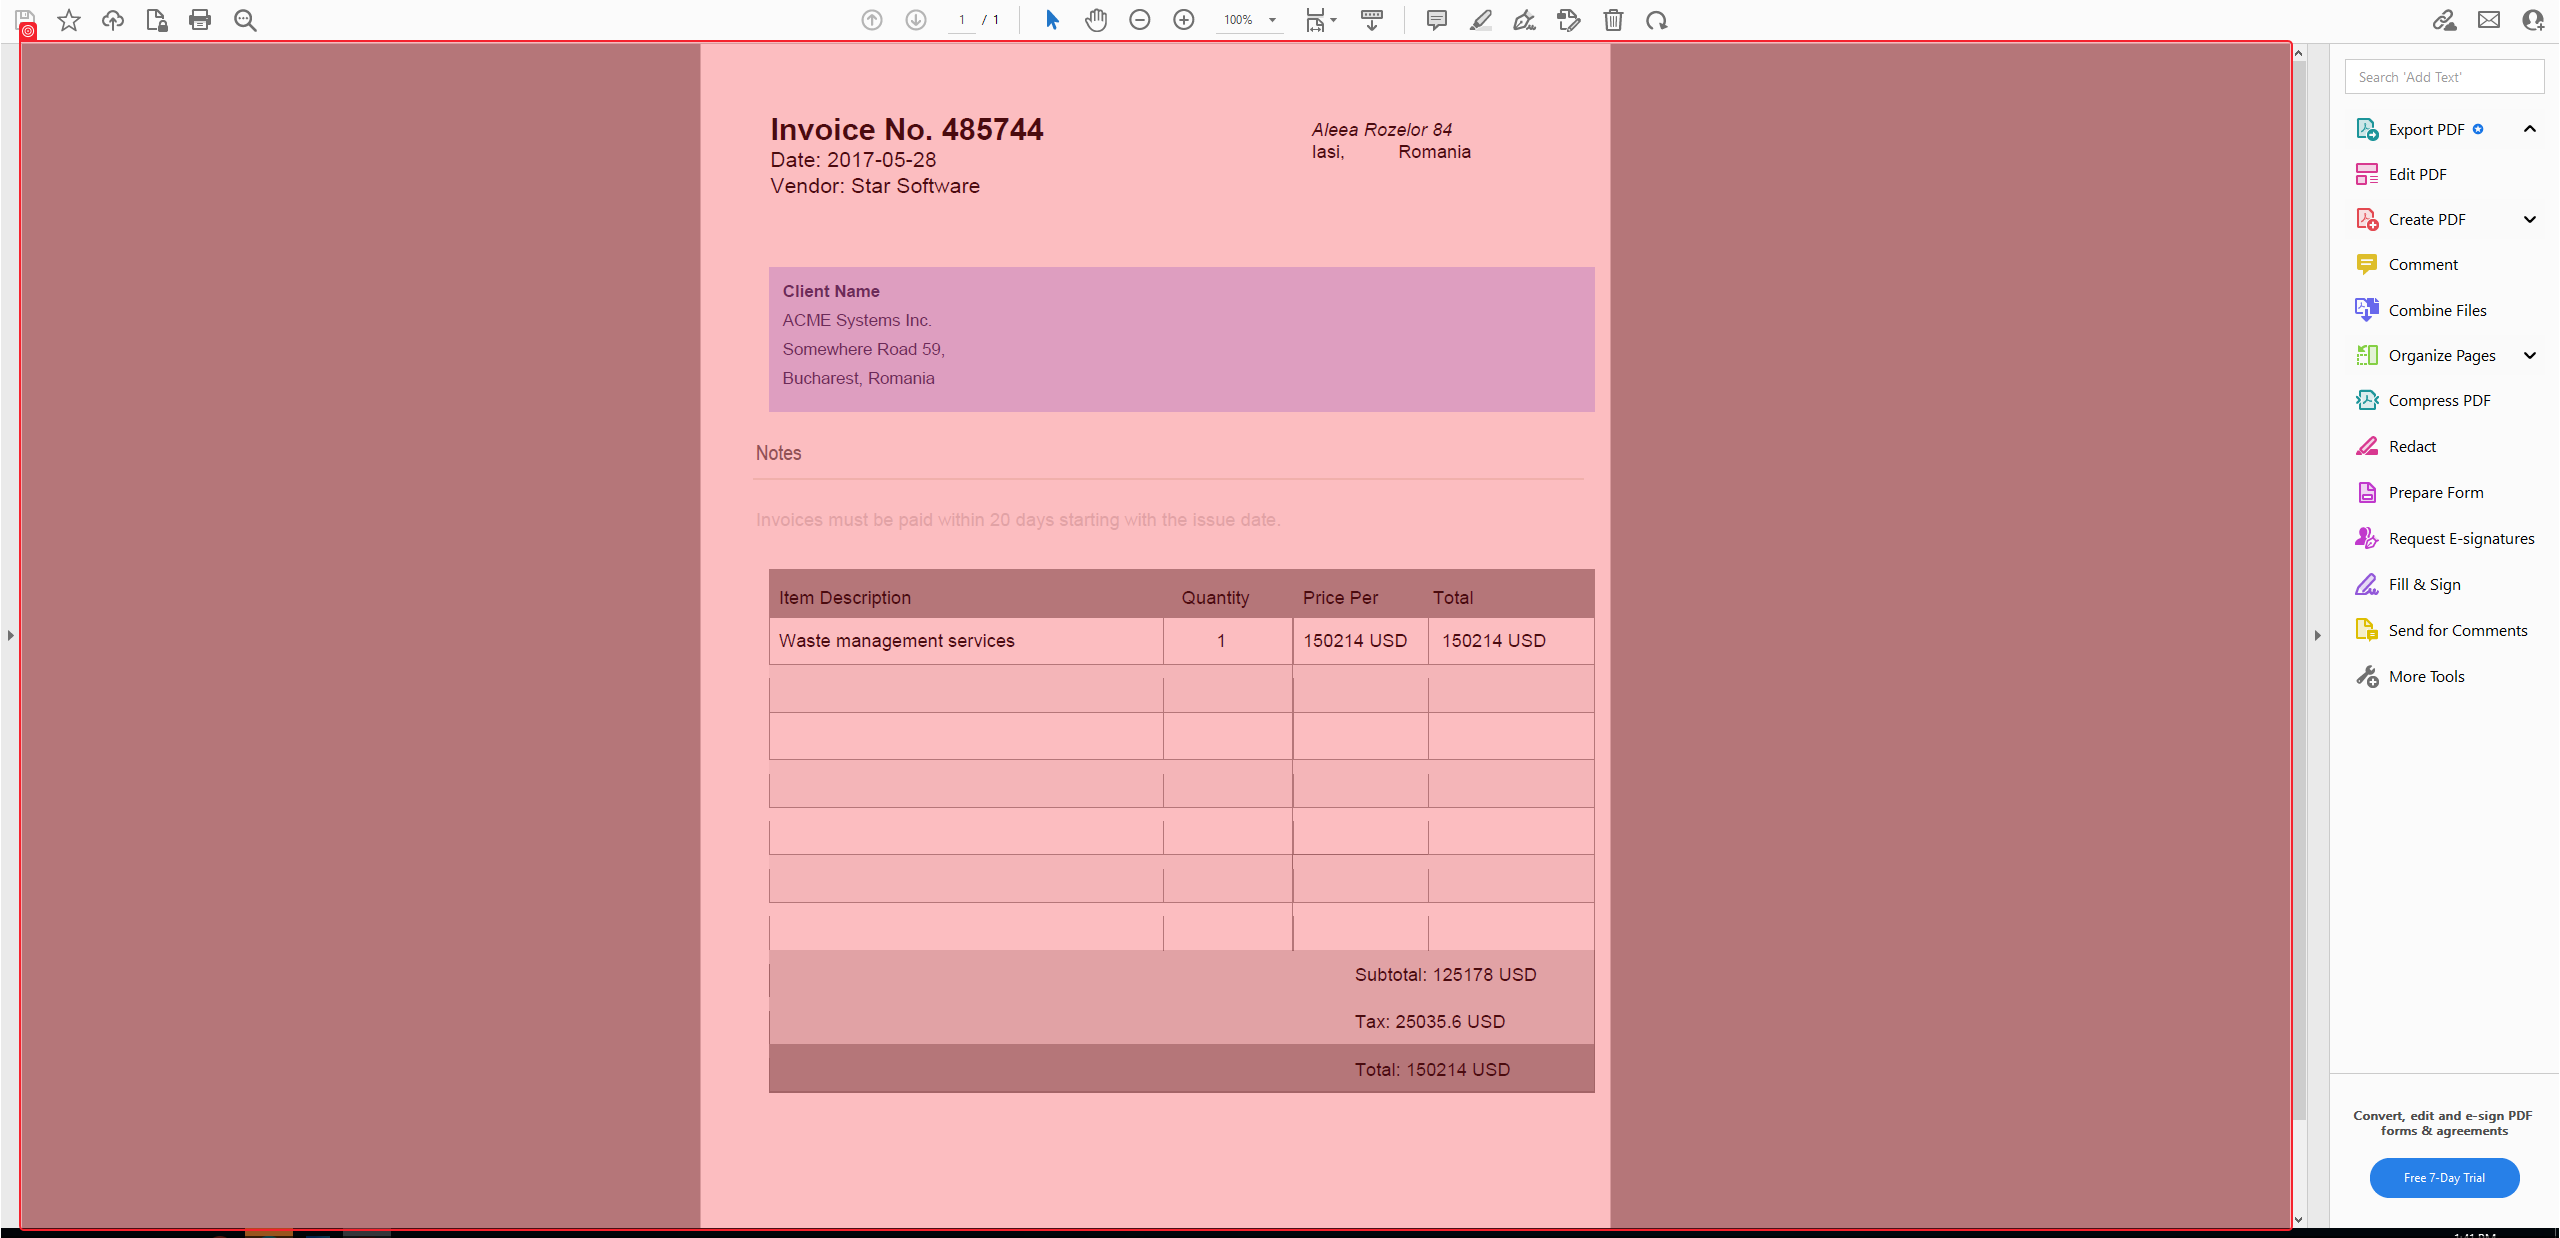 1 / 1
100%
Search 'Add Text'
Export PDF
Edit PDF
Create PDF
Comment
Combine Files
Organize Pages
Compress PDF
Redact
Prepare Form
Request E-signatures
Fill & Sign
Send for Comments
More Tools
Convert, edit and e-sign PDF
forms & agreements
Free 7-Day Trial
Invoice No. 485744
Date: 2017-05-28
Vendor: Star Software
Aleea Rozelor 84
Iasi, Romania
Client Name
ACME Systems Inc.
Somewhere Road 59,
Bucharest, Romania
Notes
Invoices must be paid within 20 days starting with the issue date.
Item Description Quantity Price Per Total
Waste management services 1 150214 USD 150214 USD
Subtotal: 125178 USD
Tax: 25035.6 USD
Total: 150214 USD